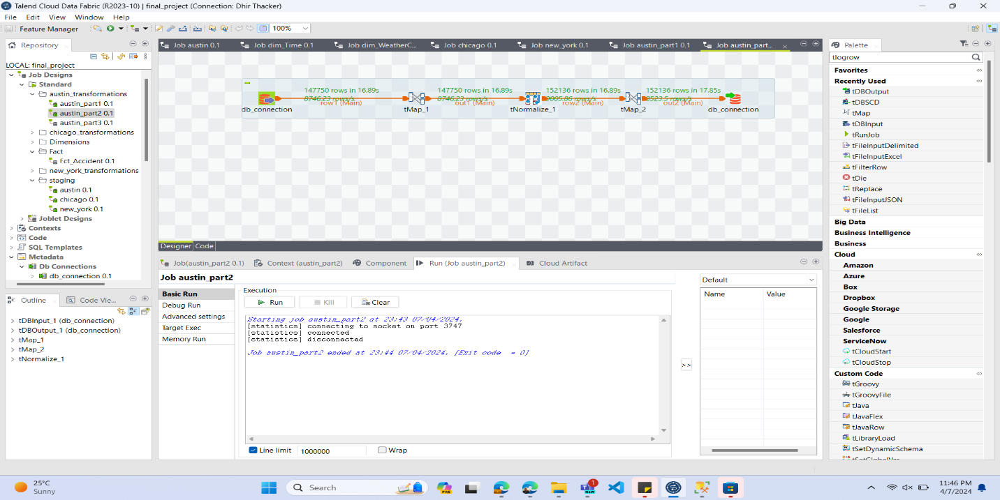 Talend Cloud Data Fabric (R2023-10) | final_project (Connection: Dhir Thacker)
File Edit View Window Help
Feature Manager 100%
Repository
LOCAL: final_project
Job Designs
Standard
austin_transformations
austin_part1 0.1
austin_part2 0.1
austin_part3 0.1
chicago_transformations
Dimensions
Fact
Fct_Accident 0.1
new_york_transformations
staging
austin 0.1
chicago 0.1
new_york 0.1
Joblet Designs
Contexts
Code
SQL Templates
Metadata
Db Connections
db_connection 0.1
Outline Code Vie...
tDBInput_1 (db_connection)
tDBOutput_1 (db_connection)
tMap_1
tMap_2
tNormalize_1
Job austin 0.1 Job dim_Time 0.1 Job dim_WeatherC... Job chicago 0.1 Job new_york 0.1 Job austin_part1 0.1 Job austin_part...
147750 rows in 16.89s 147750 rows in 16.89s 152136 rows in 16.89s 152136 rows in 17.85s
8746.23 rows/s 8746.23 rows/s 9005.86 rows/s 8523.5 rows/s
row1 (Main) out1 (Main) row2 (Main) out2 (Main)
db_connection tMap_1 tNormalize_1 tMap_2 db_connection
Designer Code
Job(austin_part2 0.1) Context (austin_part2) Component Run (Job austin_part2) Cloud Artifact
Job austin_part2
Basic Run
Debug Run
Advanced settings
Target Exec
Memory Run
Execution
Run Kill Clear
Starting job austin_part2 at 23:43 07/04/2024.
[statistics] connecting to socket on port 3747
[statistics] connected
[statistics] disconnected
Job austin_part2 ended at 23:44 07/04/2024. [Exit code = 0]
Line limit 1000000 Wrap
>>
Default
Name Value
Palette
tlogrow
Favorites
Recently Used
tDBOutput
tDBSCD
tMap
tDBInput
tRunJob
tFileInputDelimited
tFileInputExcel
tFilterRow
tDie
tReplace
tFileInputJSON
tFileList
Big Data
Business Intelligence
Business
Cloud
Amazon
Azure
Box
Dropbox
Google Storage
Google
Salesforce
ServiceNow
tCloudStart
tCloudStop
Custom Code
tGroovy
tGroovyFile
tJava
tJavaFlex
tJavaRow
tLibraryLoad
tSetDynamicSchema
25°C
Sunny
Search
PRE
1
NEW
11:46 PM
4/7/2024